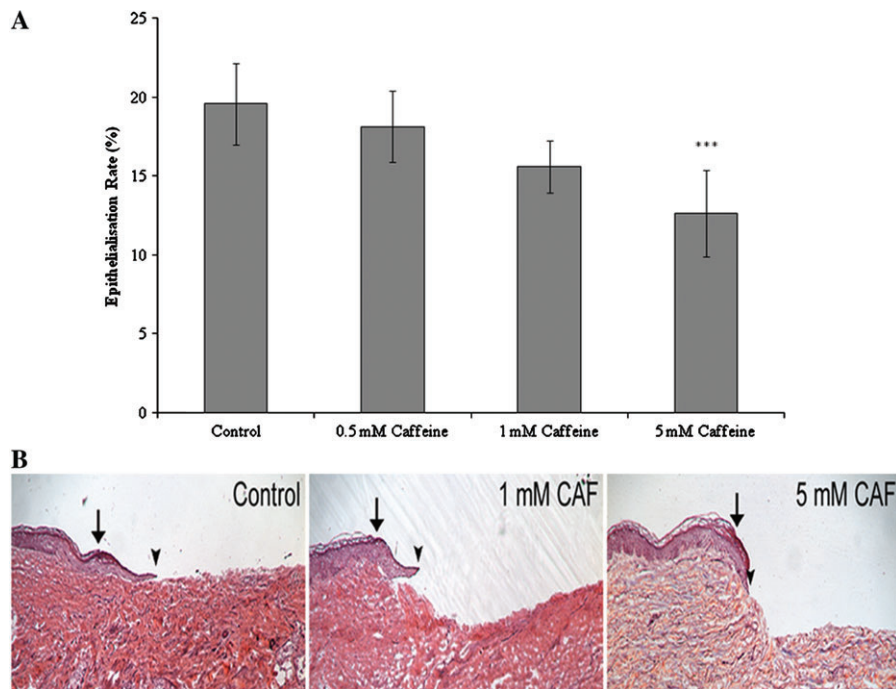 A
Epithelialisation Rate (%)
25
20
15
10
5
0
***
Control
0.5 mM Caffeine
1 mM Caffeine
5 mM Caffeine
B
Control
1 mM CAF
5 mM CAF